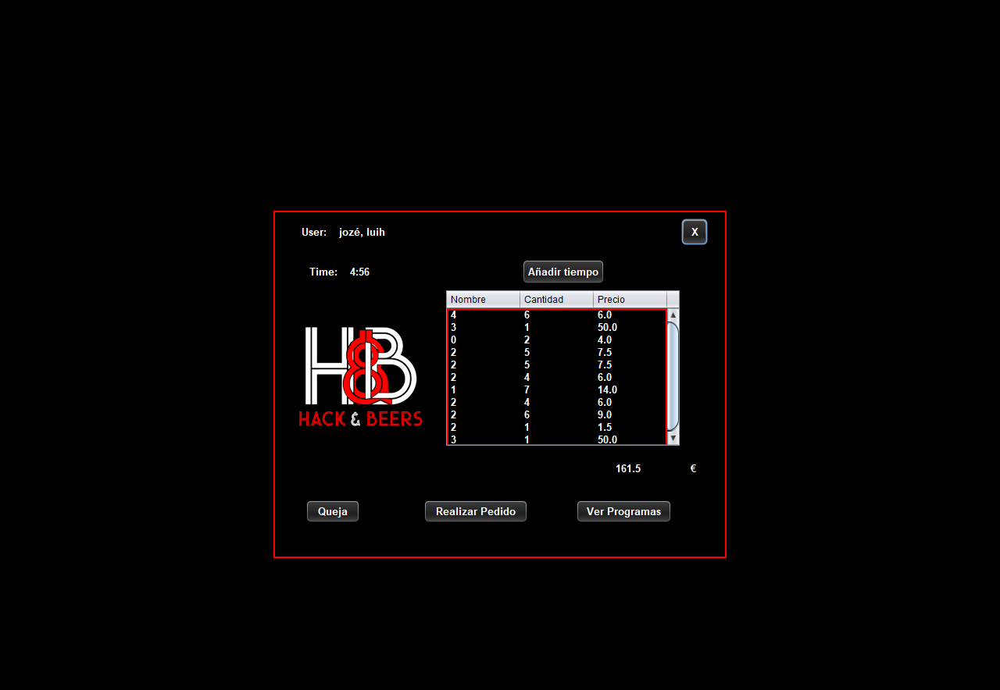 User: jozé, luih
X
Time: 4:56
Añadir tiempo
Nombre Cantidad Precio
4 6 6.0
3 1 50.0
0 2 4.0
2 5 7.5
2 5 7.5
2 4 6.0
1 7 14.0
2 4 6.0
2 6 9.0
2 1 1.5
3 1 50.0
H&B
HACK & BEERS
161.5 €
Queja
Realizar Pedido
Ver Programas